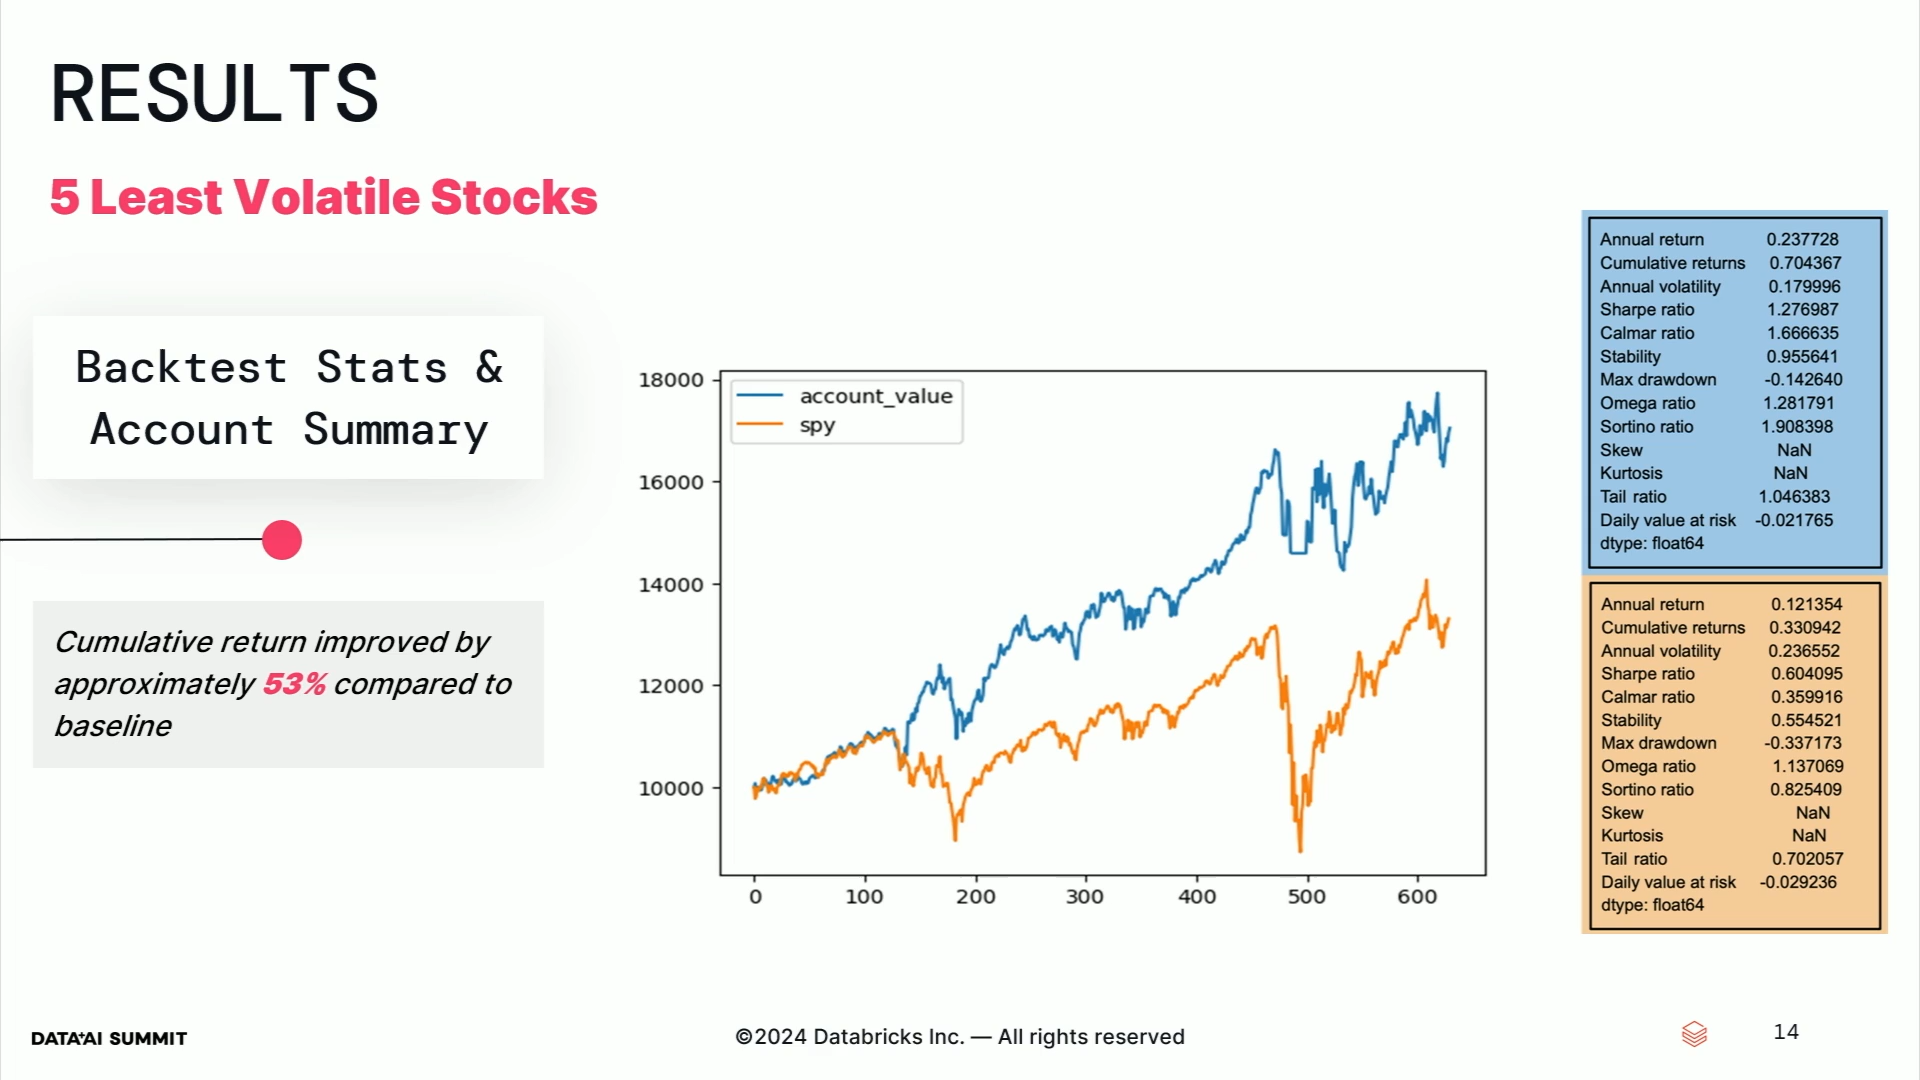 RESULTS
5 Least Volatile Stocks
Backtest Stats &
Account Summary
Cumulative return improved by
approximately 53% compared to
baseline
account_value
spy
18000
16000
14000
12000
10000
0 100 200 300 400 500 600
Annual return 0.237728
Cumulative returns 0.704367
Annual volatility 0.179996
Sharpe ratio 1.276987
Calmar ratio 1.666635
Stability 0.955641
Max drawdown -0.142640
Omega ratio 1.281791
Sortino ratio 1.908398
Skew NaN
Kurtosis NaN
Tail ratio 1.046383
Daily value at risk -0.021765
dtype: float64
Annual return 0.121354
Cumulative returns 0.330942
Annual volatility 0.236552
Sharpe ratio 0.604095
Calmar ratio 0.359916
Stability 0.554521
Max drawdown -0.337173
Omega ratio 1.137069
Sortino ratio 0.825409
Skew NaN
Kurtosis NaN
Tail ratio 0.702057
Daily value at risk -0.029236
dtype: float64
DATA+AI SUMMIT
©2024 Databricks Inc. — All rights reserved
14